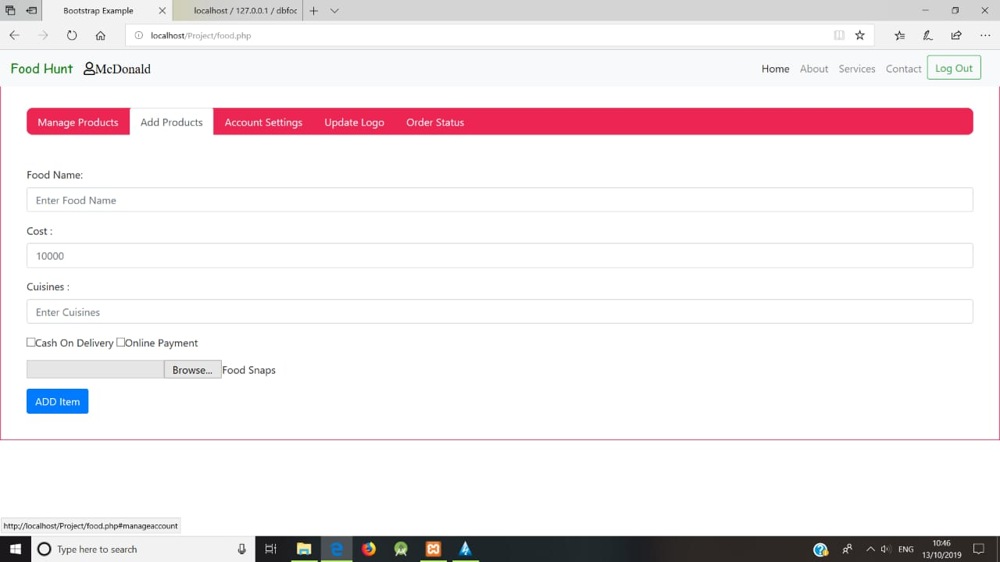 Bootstrap Example
localhost / 127.0.0.1 / dbfoc
localhost/Project/food.php
Food Hunt McDonald Home About Services Contact Log Out
Manage Products Add Products Account Settings Update Logo Order Status
Food Name:
Enter Food Name
Cost :
10000
Cuisines :
Enter Cuisines
Cash On Delivery Online Payment
Browse... Food Snaps
ADD Item
http://localhost/Project/food.php#manageaccount
Type here to search
ENG
10:46
13/10/2019